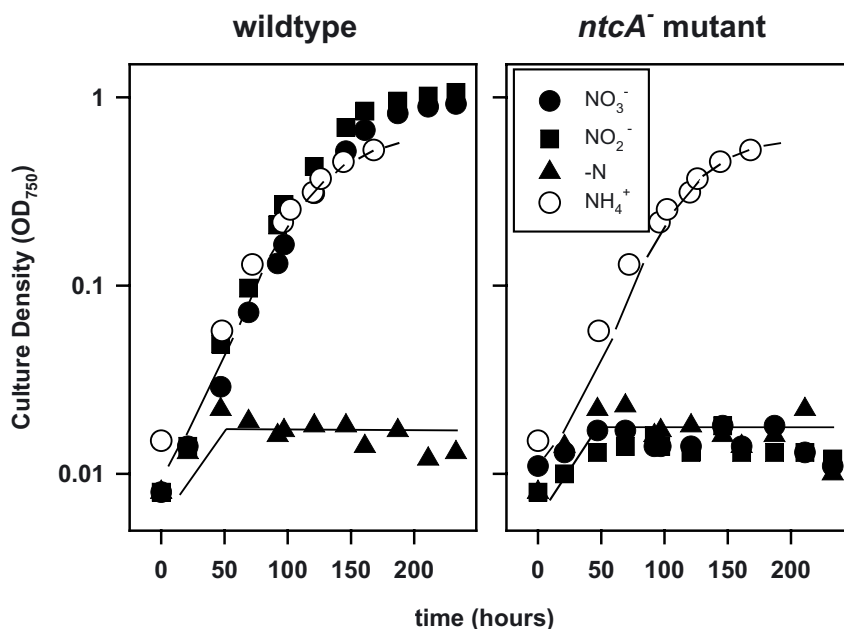 wildtype
ntcA⁻ mutant
Culture Density (OD₇₅₀)
1
0.1
0.01
NO₃⁻
NO₂⁻
-N
NH₄⁺
0 50 100 150 200
0 50 100 150 200
time (hours)